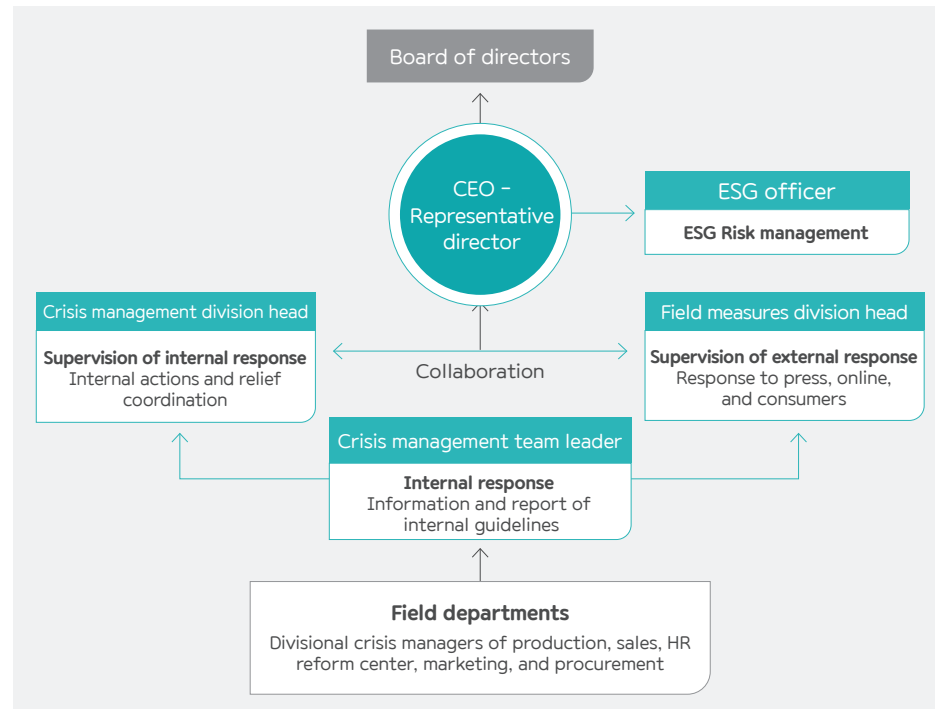 Board of directors
CEO –
Representative
director
ESG officer
ESG Risk management
Crisis management division head
Supervision of internal response
Internal actions and relief
coordination
Collaboration
Field measures division head
Supervision of external response
Response to press, online,
and consumers
Crisis management team leader
Internal response
Information and report of
internal guidelines
Field departments
Divisional crisis managers of production, sales, HR
reform center, marketing, and procurement